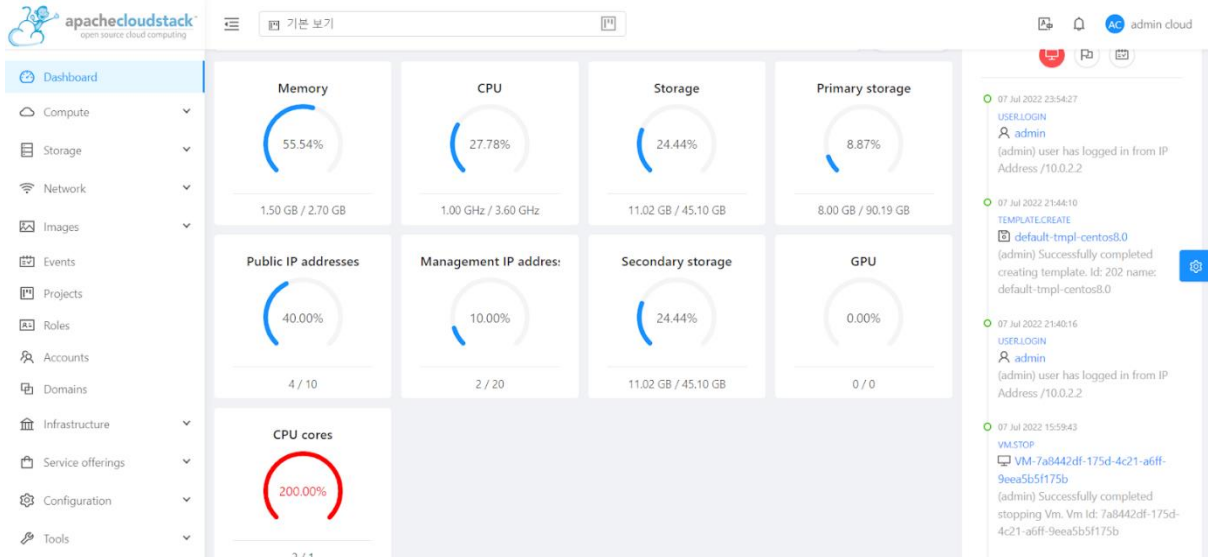 apachecloudstack
open source cloud computing
기본 보기
AC admin cloud
Dashboard
Compute
Storage
Network
Images
Events
Projects
Roles
Accounts
Domains
Infrastructure
Service offerings
Configuration
Tools
Memory
55.54%
1.50 GB / 2.70 GB
CPU
27.78%
1.00 GHz / 3.60 GHz
Storage
24.44%
11.02 GB / 45.10 GB
Primary storage
8.87%
8.00 GB / 90.19 GB
Public IP addresses
40.00%
4 / 10
Management IP addres
10.00%
2 / 20
Secondary storage
24.44%
11.02 GB / 45.10 GB
GPU
0.00%
0 / 0
CPU cores
200.00%
07 Jul 2022 23:54:27
USER.LOGIN
admin
(admin) user has logged in from IP
Address /10.0.2.2
07 Jul 2022 21:44:10
TEMPLATE.CREATE
default-tmpl-centos8.0
(admin) Successfully completed
creating template. Id: 202 name:
default-tmpl-centos8.0
07 Jul 2022 21:40:16
USER.LOGIN
admin
(admin) user has logged in from IP
Address /10.0.2.2
07 Jul 2022 15:59:43
VM.STOP
VM-7a8442df-175d-4c21-a6ff-
9eea5b5f175b
(admin) Successfully completed
stopping Vm. Vm Id: 7a8442df-175d-
4c21-a6ff-9eea5b5f175b